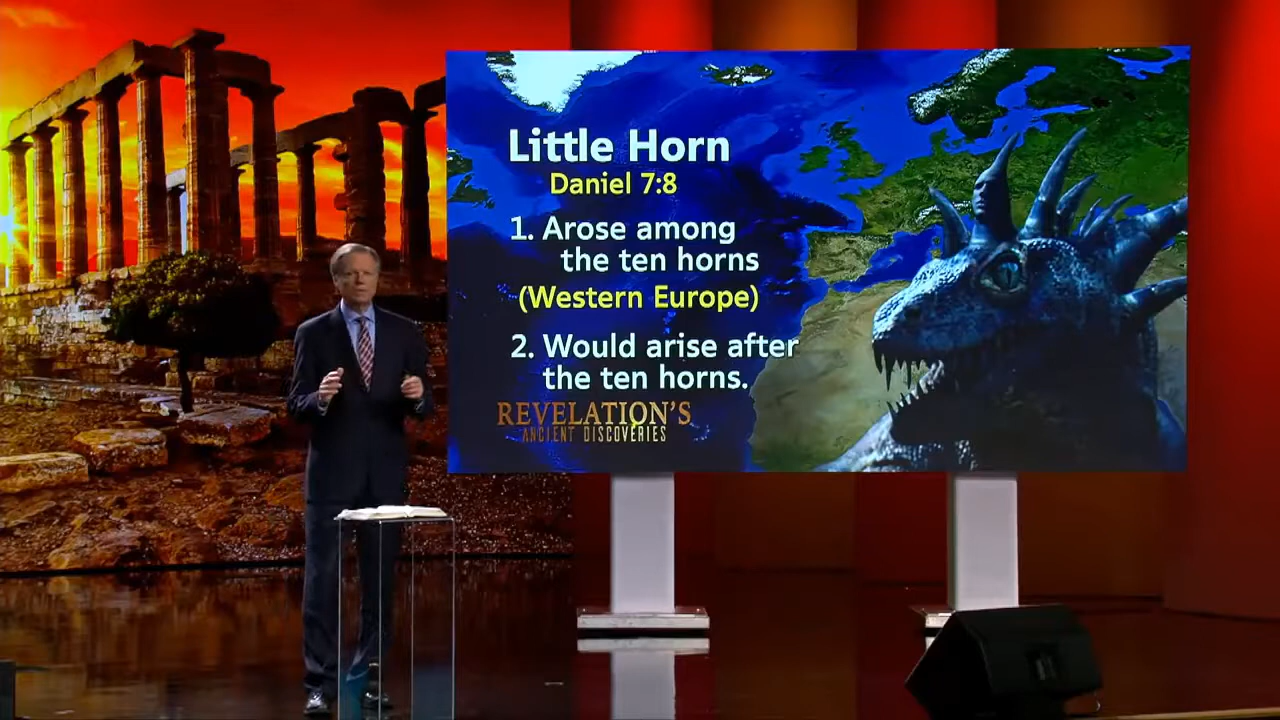 Little Horn
Daniel 7:8
1. Arose among
the ten horns
(Western Europe)
2. Would arise after
the ten horns.
REVELATION'S
ANCIENT DISCOVERIES